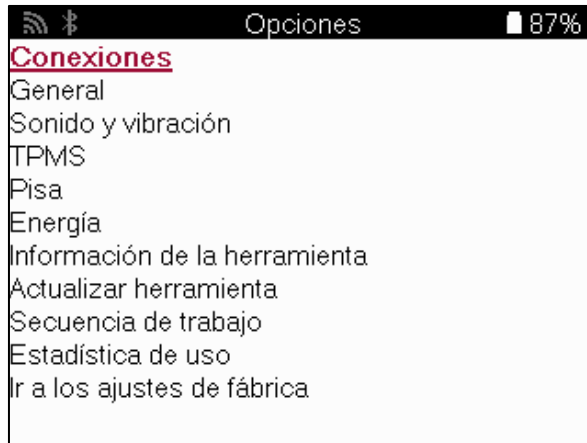 Opciones 87%
Conexiones
General
Sonido y vibración
TPMS
Pisa
Energía
Información de la herramienta
Actualizar herramienta
Secuencia de trabajo
Estadística de uso
Ir a los ajustes de fábrica